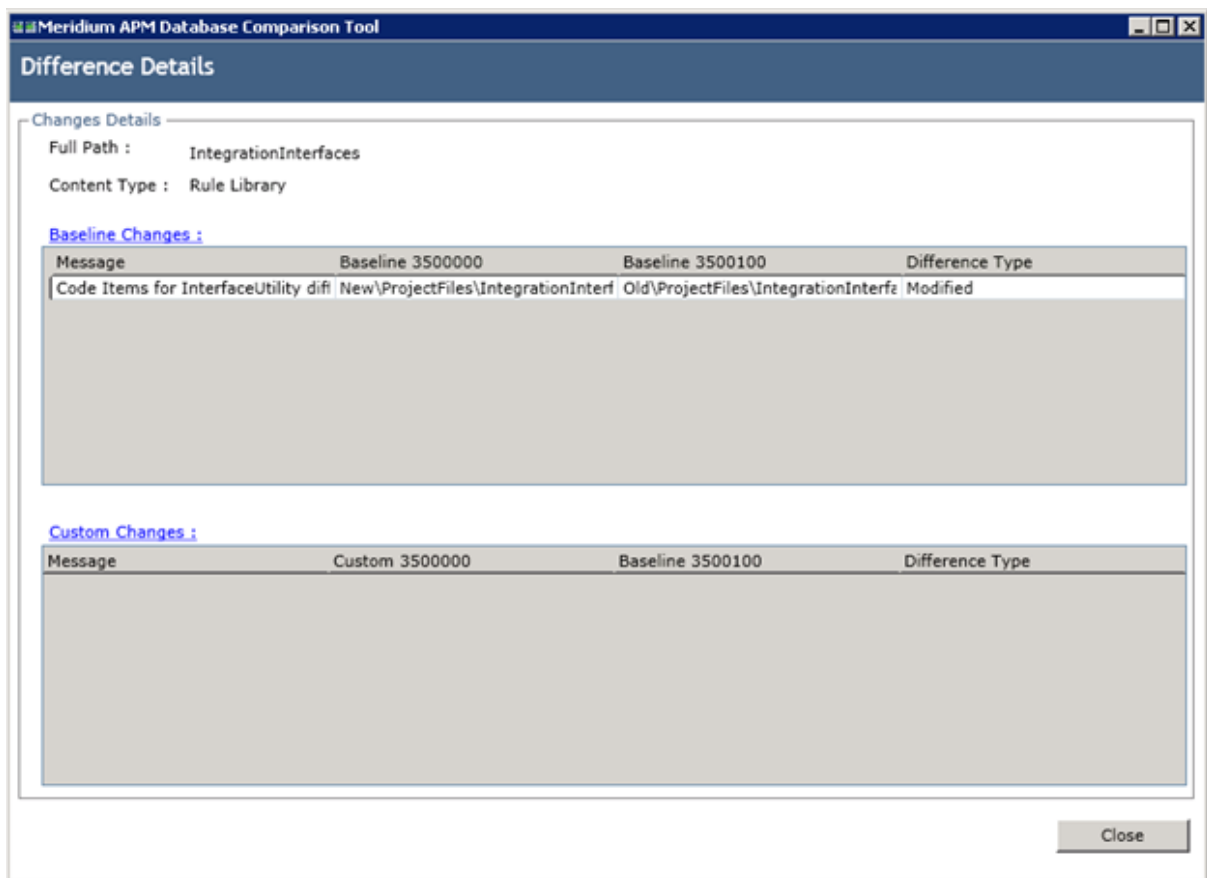 Meridium APM Database Comparison Tool
Difference Details
Changes Details
Full Path : IntegrationInterfaces
Content Type : Rule Library
Baseline Changes :
Message Baseline 3500000 Baseline 3500100 Difference Type
Code Items for InterfaceUtility diff New\ProjectFiles\IntegrationInterf Old\ProjectFiles\IntegrationInterfa Modified
Custom Changes :
Message Custom 3500000 Baseline 3500100 Difference Type
Close